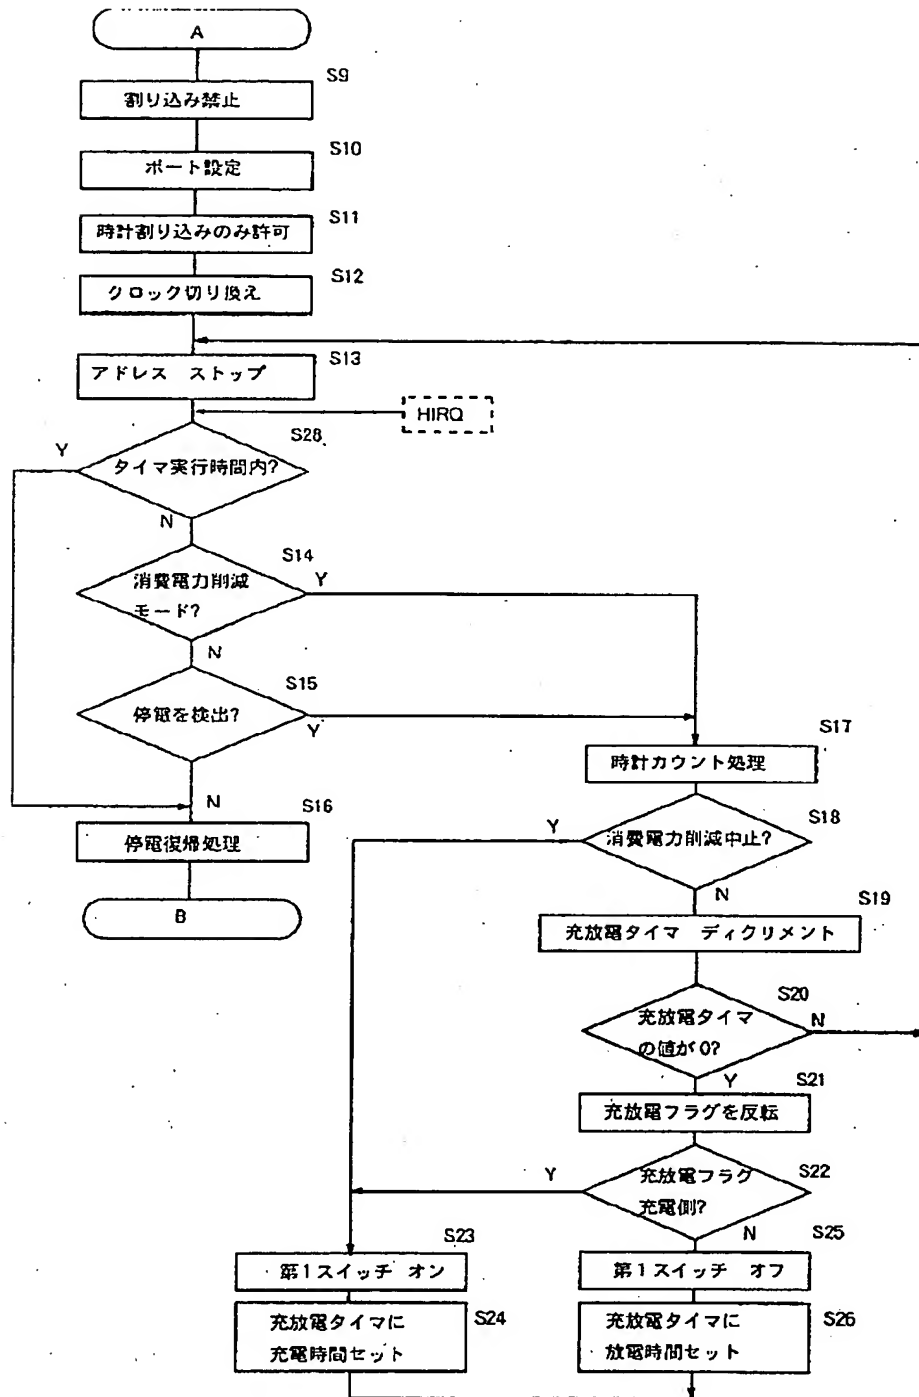 A
S9
割り込み禁止
S10
ポート設定
S11
時計割り込みのみ許可
S12
クロック切り換え
S13
アドレス ストップ
HIRQ
S28
Y
タイマ実行時間内?
N
S14
消費電力削減
モード?
Y
N
S15
停電を検出?
Y
N
S16
停電復帰処理
B
S17
時計カウント処理
S18
Y
消費電力削減中止?
N
S19
充放電タイマ ディクリメント
S20
充放電タイマ
の値が0?
N
Y
S21
充放電フラグを反転
S22
Y
充放電フラグ
充電側?
N
S23
第1スイッチ オン
S24
充放電タイマに
充電時間セット
S25
第1スイッチ オフ
S26
充放電タイマに
放電時間セット